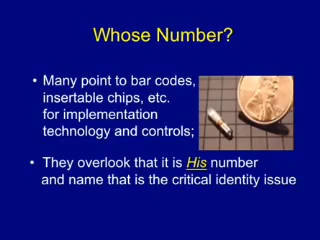 Whose Number?
• Many point to bar codes,
insertable chips, etc.
for implementation
technology and controls;
• They overlook that it is His number
and name that is the critical identity issue